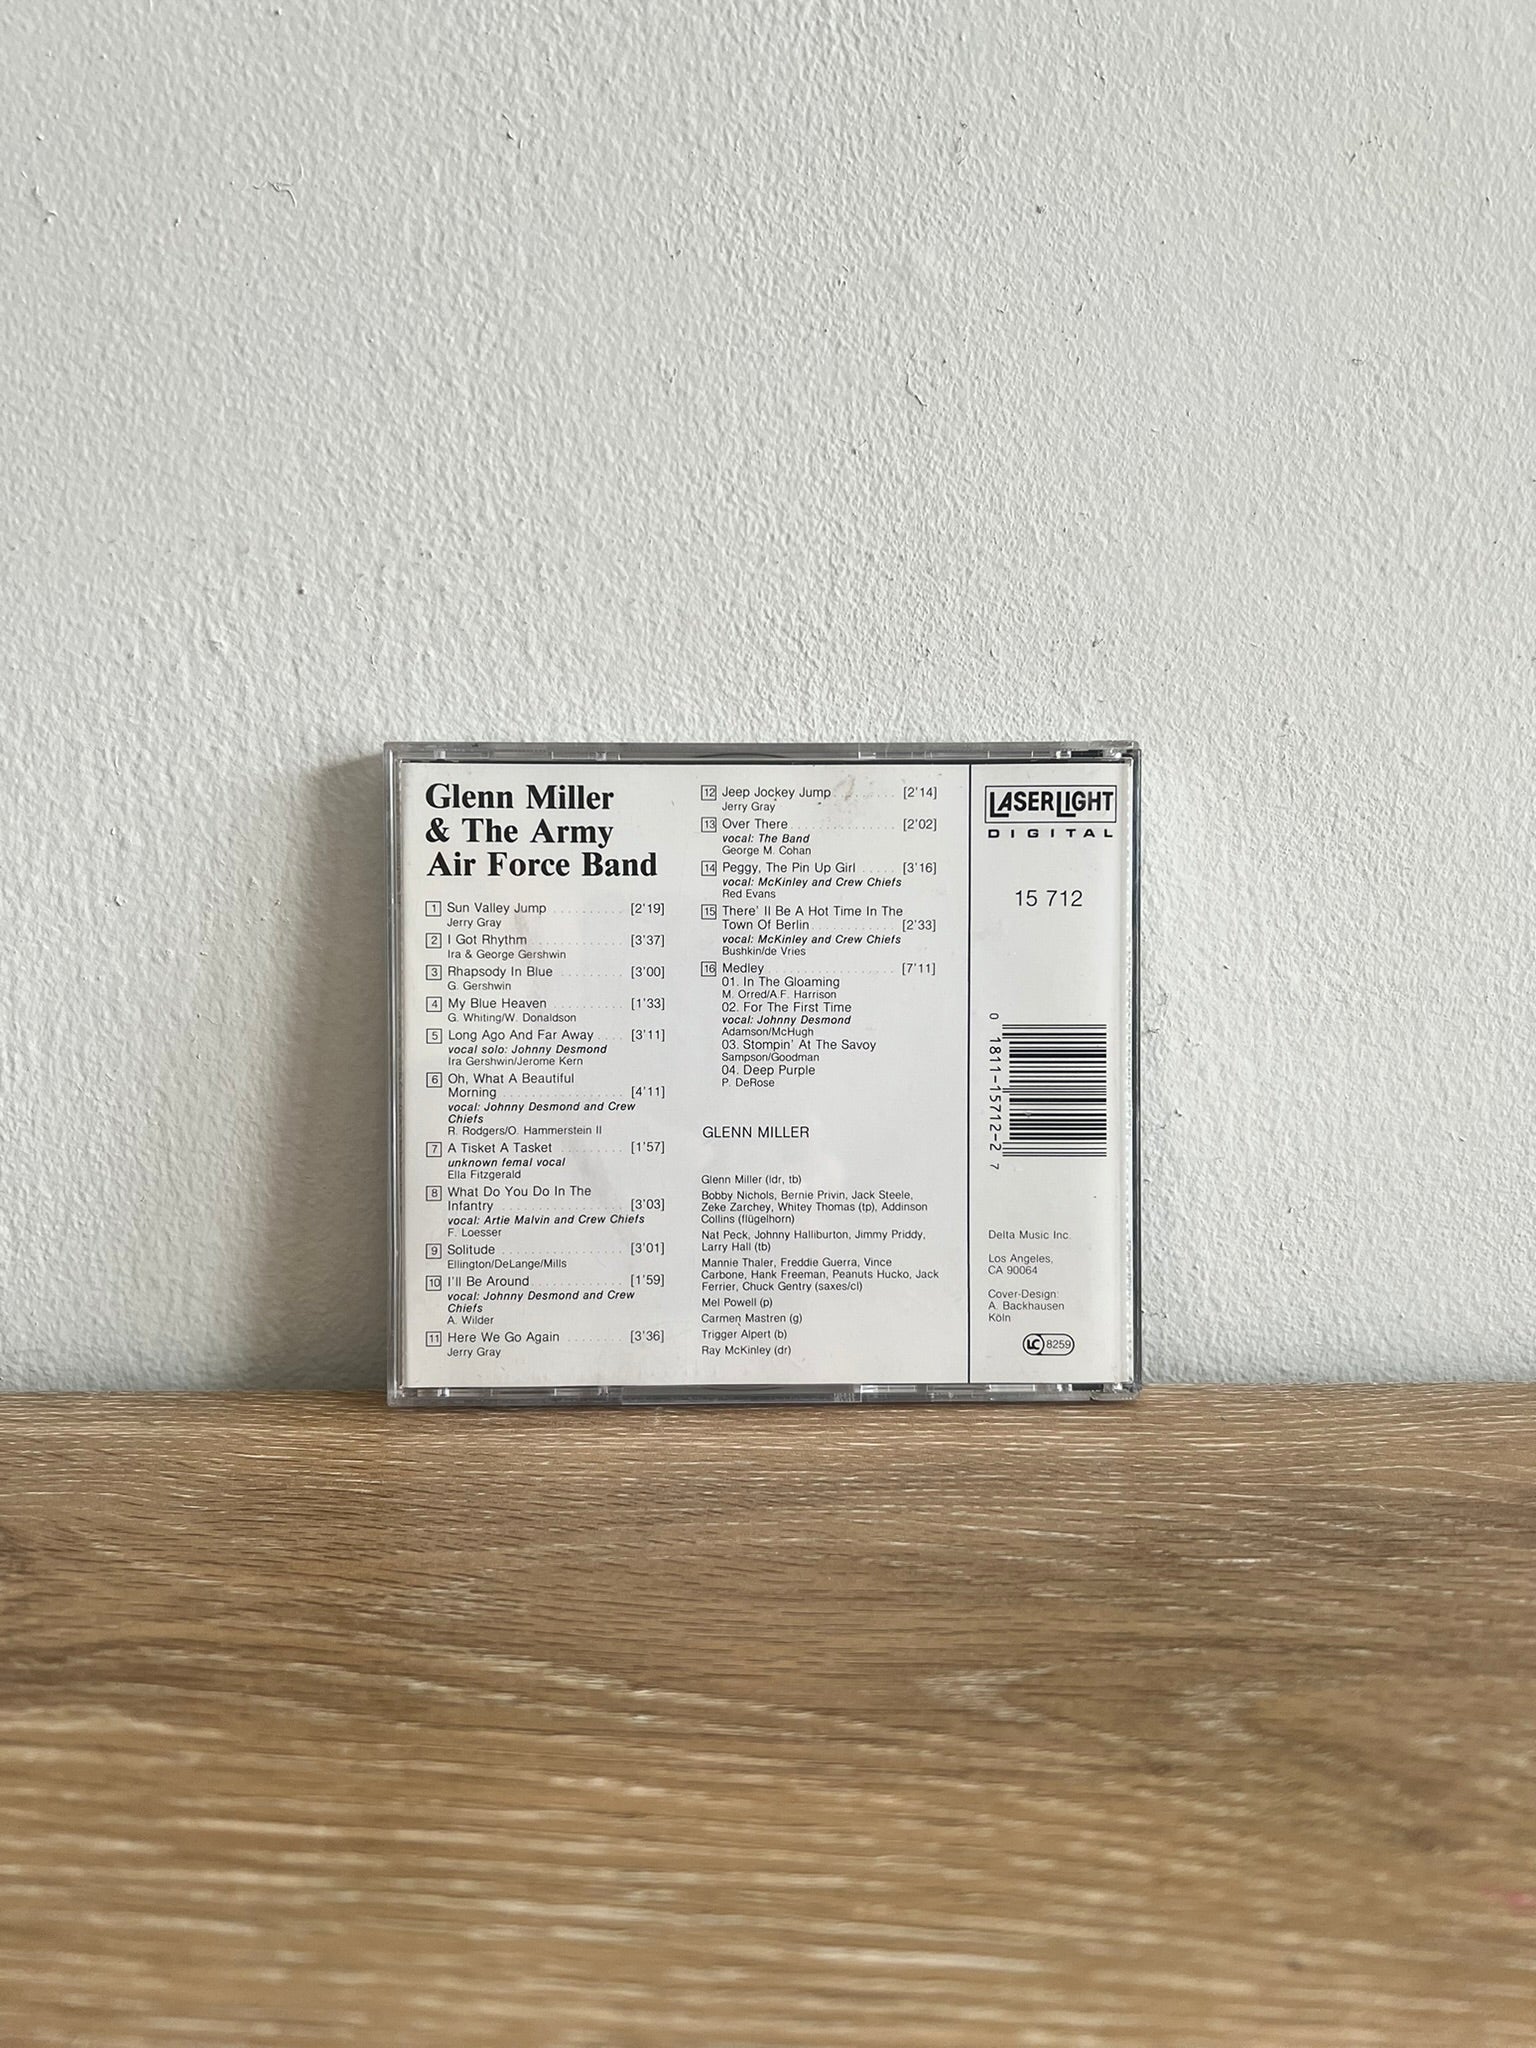 Glenn Miller
& The Army
Air Force Band
1 Sun Valley Jump .......... [2'19]
Jerry Gray
2 I Got Rhythm ............. [3'37]
Ira & George Gershwin
3 Rhapsody In Blue .......... [3'00]
G. Gershwin
4 My Blue Heaven ........... [1'33]
G. Whiting/W. Donaldson
5 Long Ago And Far Away .... [3'11]
vocal solo: Johnny Desmond
Ira Gershwin/Jerome Kern
6 Oh, What A Beautiful
Morning ................. [4'11]
vocal: Johnny Desmond and Crew
Chiefs
R. Rodgers/O. Hammerstein II
7 A Tisket A Tasket ......... [1'57]
unknown femal vocal
Ella Fitzgerald
8 What Do You Do In The
Infantry ................. [3'03]
vocal: Artie Malvin and Crew Chiefs
F. Loesser
9 Solitude ................. [3'01]
Ellington/DeLange/Mills
10 I'll Be Around ............. [1'59]
vocal: Johnny Desmond and Crew
Chiefs
A. Wilder
11 Here We Go Again ........ [3'36]
Jerry Gray
12 Jeep Jockey Jump ......... [2'14]
Jerry Gray
13 Over There ............... [2'02]
vocal: The Band
George M. Cohan
14 Peggy, The Pin Up Girl ..... [3'16]
vocal: McKinley and Crew Chiefs
Red Evans
15 There' ll Be A Hot Time In The
Town Of Berlin ............ [2'33]
vocal: McKinley and Crew Chiefs
Bushkin/de Vries
16 Medley ................... [7'11]
01. In The Gloaming
M. Orred/A.F. Harrison
02. For The First Time
vocal: Johnny Desmond
Adamson/McHugh
03. Stompin' At The Savoy
Sampson/Goodman
04. Deep Purple
P. DeRose
GLENN MILLER
Glenn Miller (ldr, tb)
Bobby Nichols, Bernie Privin, Jack Steele,
Zeke Zarchey, Whitey Thomas (tp), Addinson
Collins (flügelhorn)
Nat Peck, Johnny Halliburton, Jimmy Priddy,
Larry Hall (tb)
Mannie Thaler, Freddie Guerra, Vince
Carbone, Hank Freeman, Peanuts Hucko, Jack
Ferrier, Chuck Gentry (saxes/cl)
Mel Powell (p)
Carmen Mastren (g)
Trigger Alpert (b)
Ray McKinley (dr)
LASERLIGHT
DIGITAL
15 712
0 1811-15712-2 7
Delta Music Inc.
Los Angeles,
CA 90064
Cover-Design:
A. Backhausen
Köln
LC 8259